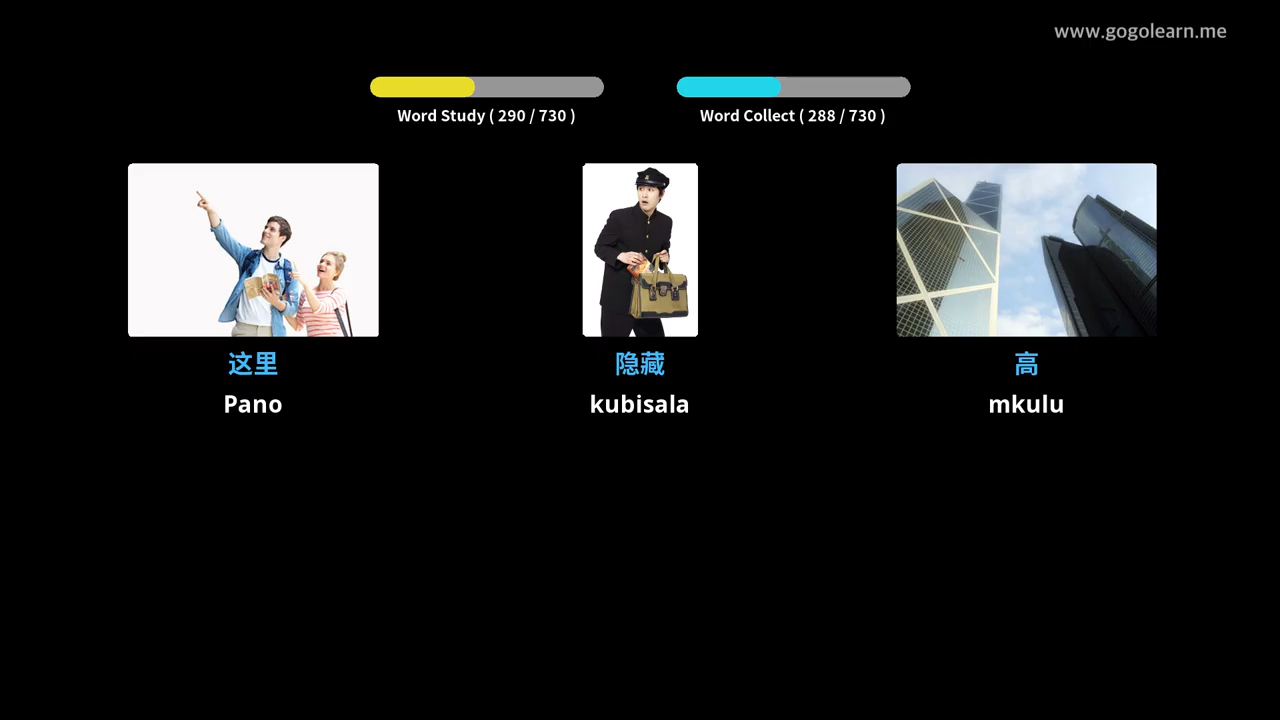 www.gogolearn.me
Word Study ( 290 / 730 )
Word Collect ( 288 / 730 )
这里
隐藏
高
Pano
kubisala
mkulu